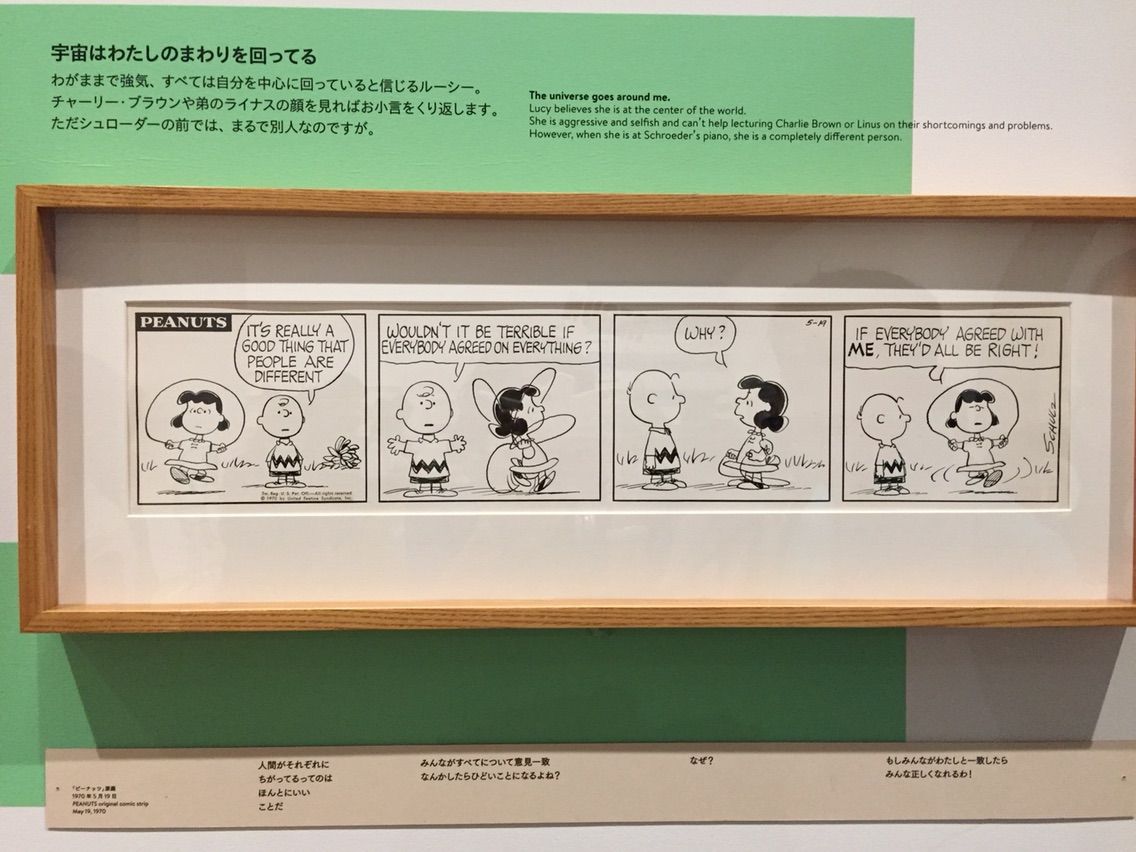 宇宙はわたしのまわりを回ってる
わがままで強気、すべては自分を中心に回っていると信じるルーシー。
チャーリー・ブラウンや弟のライナスの顔を見ればお小言をくり返します。
ただシュローダーの前では、まるで別人なのですが。
The universe goes around me.
Lucy believes she is at the center of the world.
She is aggressive and selfish and can't help lecturing Charlie Brown or Linus on their shortcomings and problems.
However, when she is at Schroeder's piano, she is a completely different person.
PEANUTS
IT'S REALLY A
GOOD THING THAT
PEOPLE ARE
DIFFERENT
Tm. Reg. U. S. Pat. Off.—All rights reserved
© 1970 by United Feature Syndicate, Inc.
WOULDN'T IT BE TERRIBLE IF
EVERYBODY AGREED ON EVERYTHING?
WHY?
5-19
IF EVERYBODY AGREED WITH
ME, THEY'D ALL BE RIGHT!
SCHULZ
「ピーナッツ」原画
1970年5月19日
PEANUTS original comic strip
May 19, 1970
人間がそれぞれに
ちがってるってのは
ほんとにいい
ことだ
みんながすべてについて意見一致
なんかしたらひどいことになるよね?
なぜ?
もしみんながわたしと一致したら
みんな正しくなれるわ!